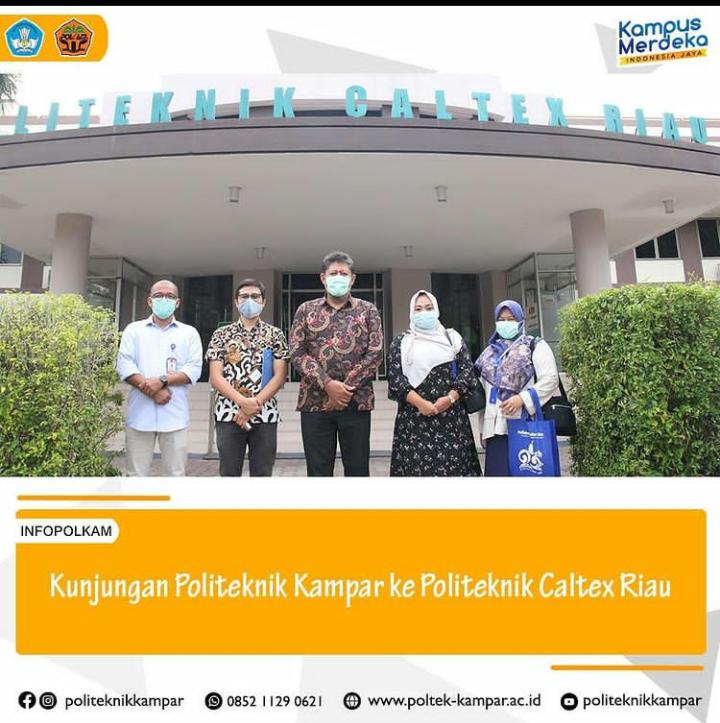 Kampus
Merdeka
INDONESIA JAYA
POLITEKNIK CALTEX RIAU
INFOPOLKAM
Kunjungan Politeknik Kampar ke Politeknik Caltex Riau
politeknikkampar 0852 1129 0621 www.poltek-kampar.ac.id politeknikkampar